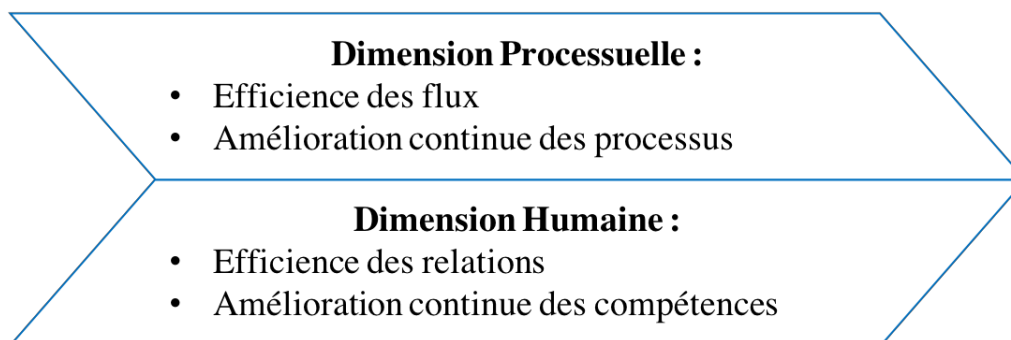 Dimension Processuelle :
• Efficience des flux
• Amélioration continue des processus
Dimension Humaine :
• Efficience des relations
• Amélioration continue des compétences